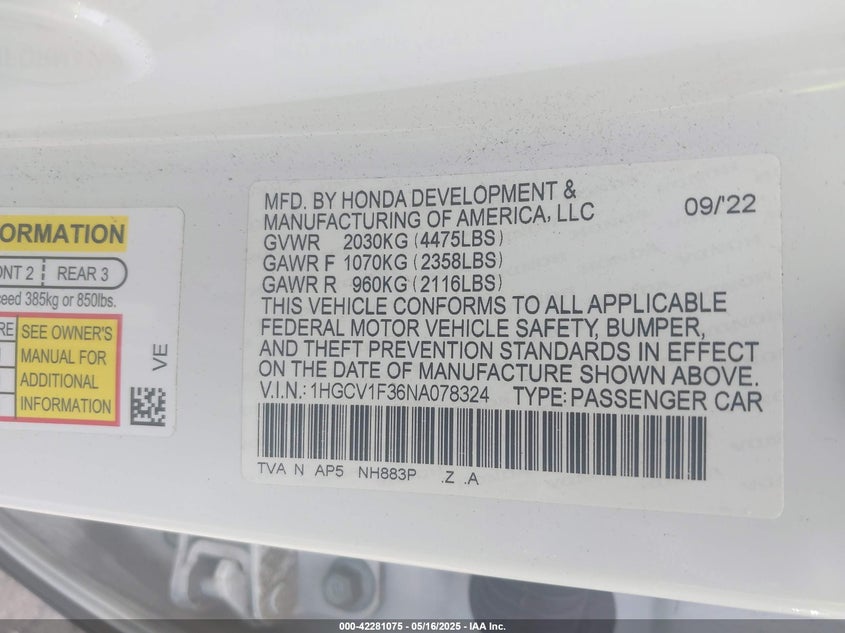 ORMATION
ONT 2 REAR 3
ceed 385kg or 850lbs.
RE SEE OWNER'S
MANUAL FOR
ADDITIONAL
INFORMATION
VE
MFD. BY HONDA DEVELOPMENT &
MANUFACTURING OF AMERICA, LLC 09/'22
GVWR 2030KG (4475LBS)
GAWR F 1070KG (2358LBS)
GAWR R 960KG (2116LBS)
THIS VEHICLE CONFORMS TO ALL APPLICABLE
FEDERAL MOTOR VEHICLE SAFETY, BUMPER,
AND THEFT PREVENTION STANDARDS IN EFFECT
ON THE DATE OF MANUFACTURE SHOWN ABOVE.
V.I.N.: 1HGCV1F36NA078324 TYPE: PASSENGER CAR
TVA N AP5 NH883P .Z .A
000-42281075 - 05/16/2025 - IAA, Inc.